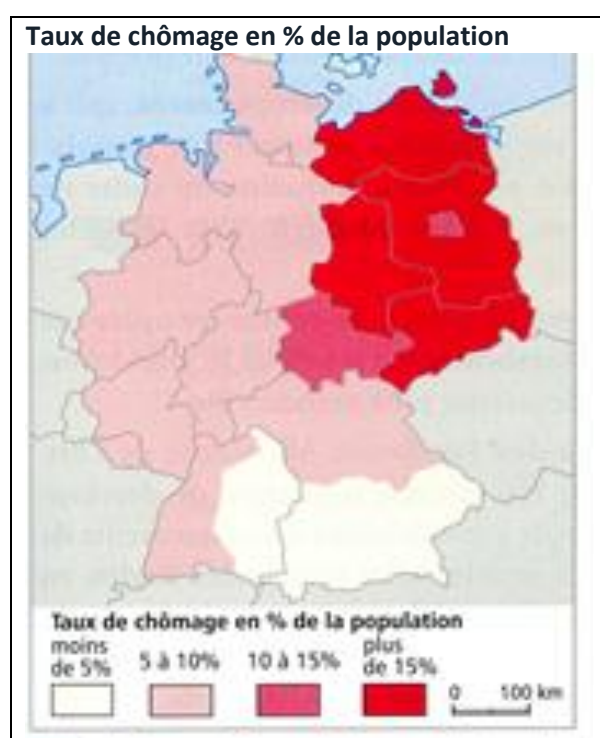 Taux de chômage en % de la population
Taux de chômage en % de la population
moins de 5%
5 à 10%
10 à 15%
plus de 15%
0 100 km